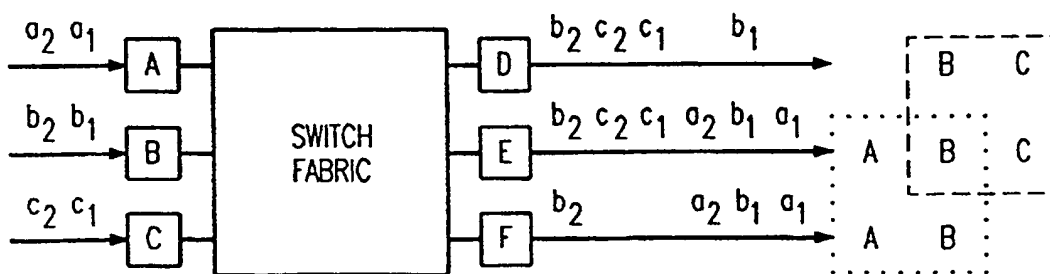 a₂ a₁ A D b₂ c₂ c₁ b₁ B C
b₂ b₁ B SWITCH FABRIC E b₂ c₂ c₁ a₂ b₁ a₁ A B C
c₂ c₁ C F b₂ a₂ b₁ a₁ A B